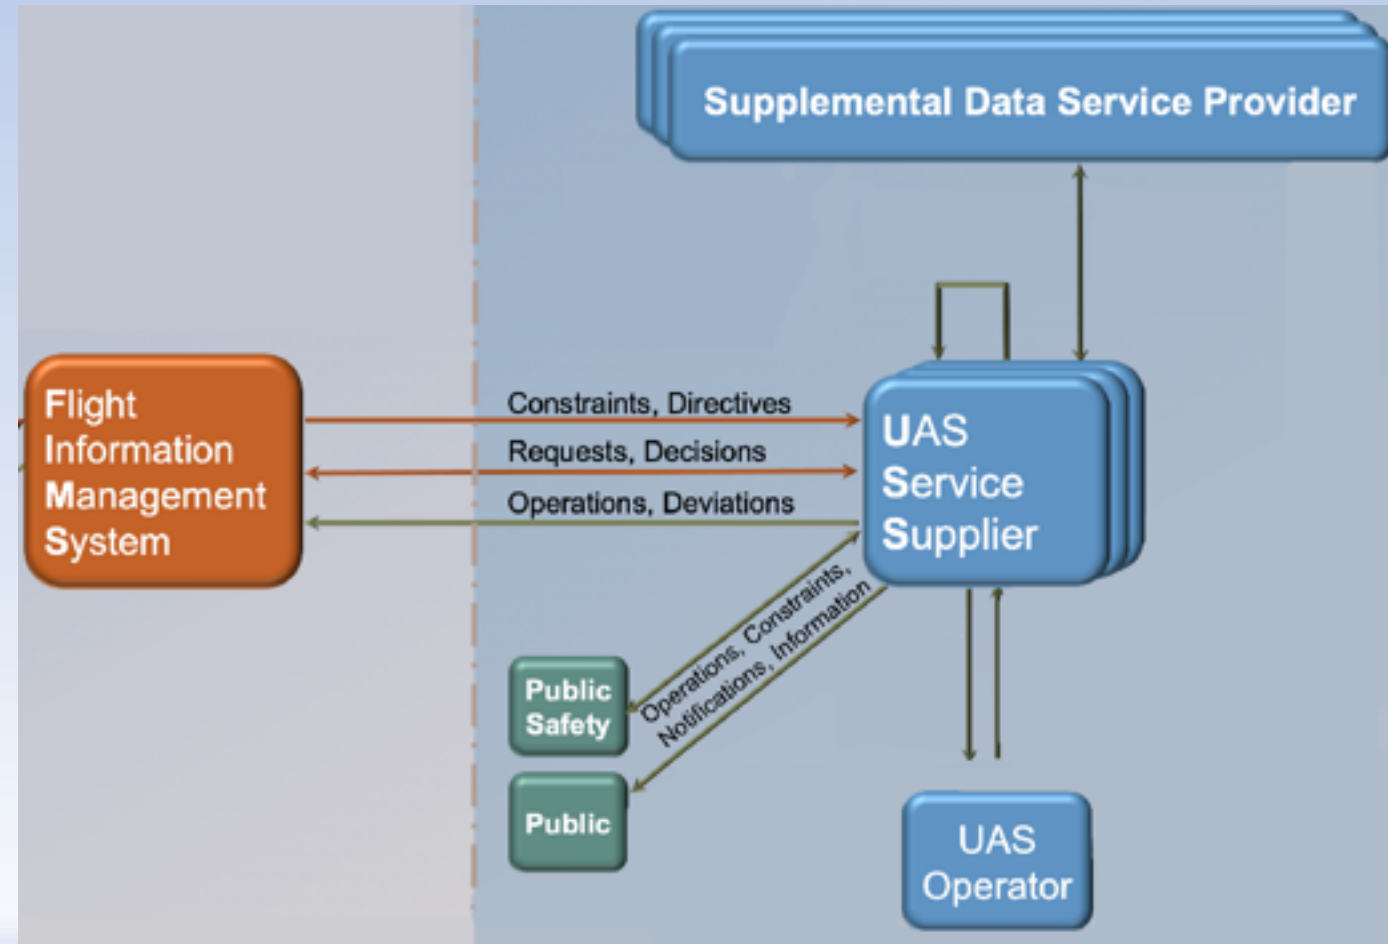 Supplemental Data Service Provider
Flight
Information
Management
System
Constraints, Directives
Requests, Decisions
Operations, Deviations
UAS
Service
Supplier
Operations, Constraints,
Notifications, Information
Public
Safety
Public
UAS
Operator